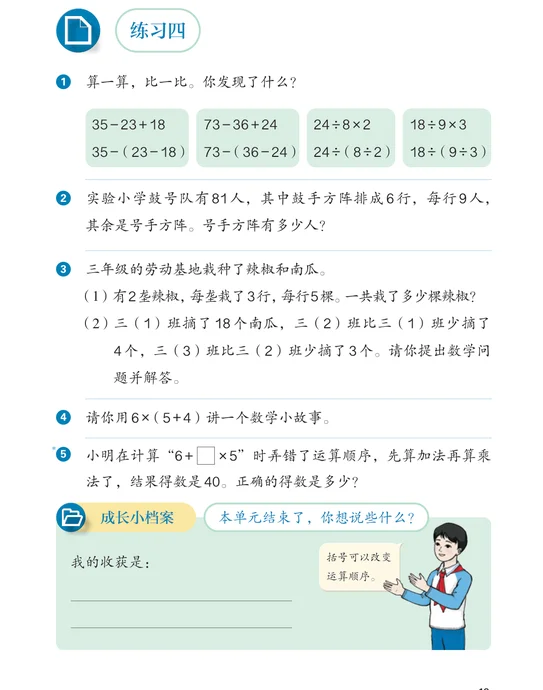 练习四
1 算一算，比一比。你发现了什么？
35－23＋18 73－36＋24 24÷8×2 18÷9×3
35－（23－18） 73－（36－24） 24÷（8÷2） 18÷（9÷3）
2 实验小学鼓号队有81人，其中鼓手方阵排成6行，每行9人，
其余是号手方阵。号手方阵有多少人？
3 三年级的劳动基地栽种了辣椒和南瓜。
（1）有2垄辣椒，每垄栽了3行，每行5棵。一共栽了多少棵辣椒？
（2）三（1）班摘了18个南瓜，三（2）班比三（1）班少摘了
4个，三（3）班比三（2）班少摘了3个。请你提出数学问
题并解答。
4 请你用6×（5＋4）讲一个数学小故事。
*5 小明在计算“6＋□×5”时弄错了运算顺序，先算加法再算乘
法了，结果得数是40。正确的得数是多少？
成长小档案 本单元结束了，你想说些什么？
我的收获是：
括号可以改变
运算顺序。